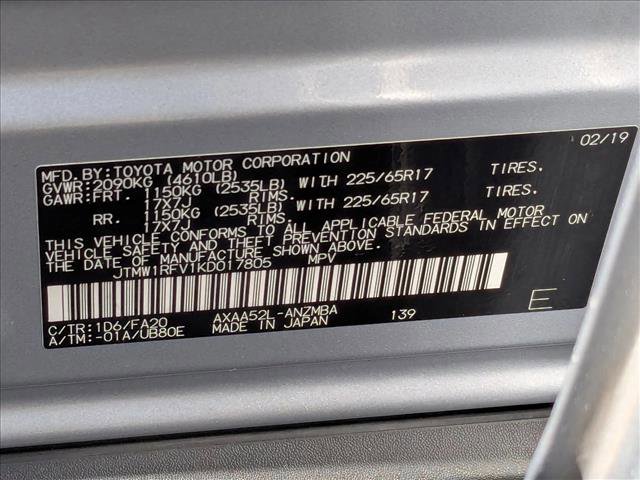 MFD. BY: TOYOTA MOTOR CORPORATION 02/19
GVWR: 2090KG (4610LB)
GAWR: FRT. 1150KG (2535LB) WITH 225/65R17 TIRES.
17X7J RIMS.
RR. 1150KG (2535LB) WITH 225/65R17 TIRES.
17X7J RIMS.
THIS VEHICLE CONFORMS TO ALL APPLICABLE FEDERAL MOTOR
VEHICLE SAFETY AND THEFT PREVENTION STANDARDS IN EFFECT ON
THE DATE OF MANUFACTURE SHOWN ABOVE.
JTMW1RFV1KD017805 MPV
C/TR: 1D6/FA20 AXAA52L-ANZMBA E
A/TM: -01A/UB80E MADE IN JAPAN 139